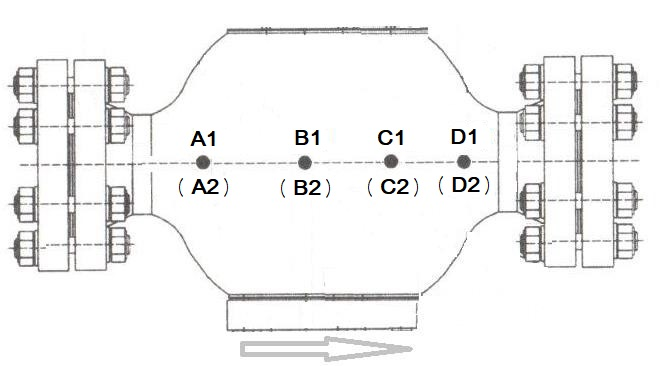 A1 B1 C1 D1
( A2 ) ( B2 ) ( C2 ) ( D2 )